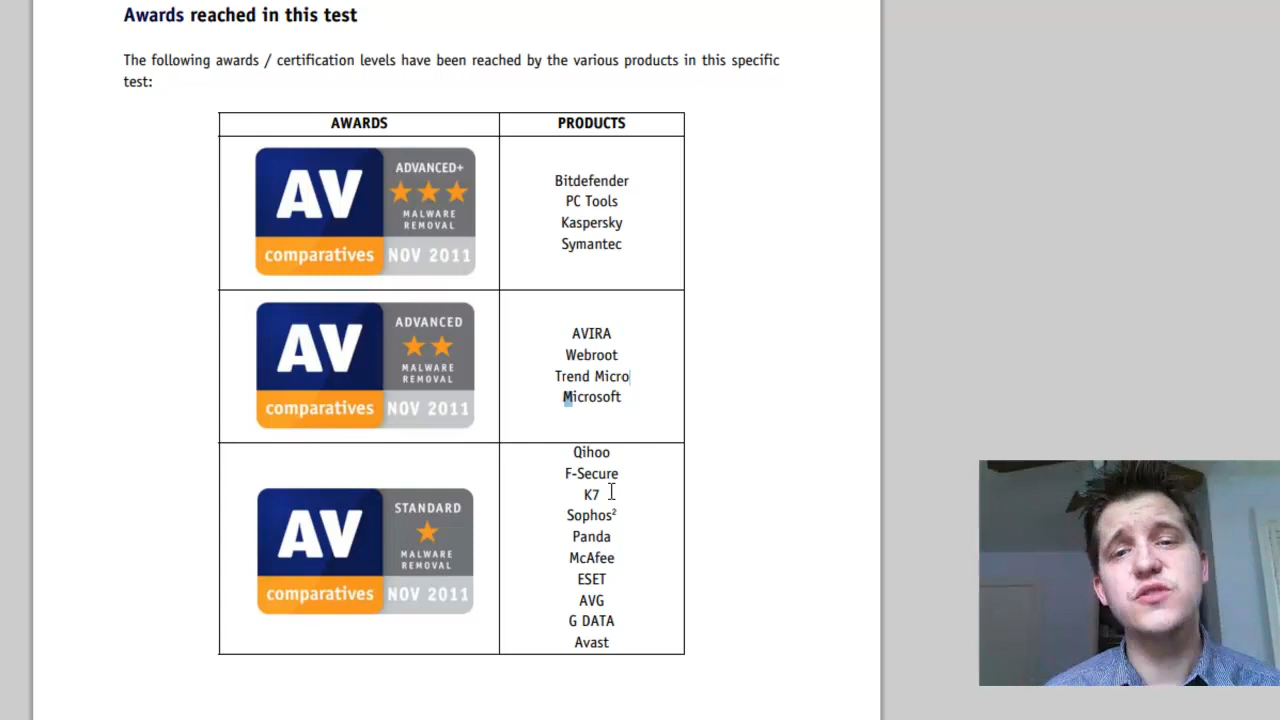 Awards reached in this test
The following awards / certification levels have been reached by the various products in this specific
test:
AWARDS
PRODUCTS
AV
comparatives
ADVANCED+
MALWARE
REMOVAL
NOV 2011
Bitdefender
PC Tools
Kaspersky
Symantec
AV
comparatives
ADVANCED
MALWARE
REMOVAL
NOV 2011
AVIRA
Webroot
Trend Micro
Microsoft
AV
comparatives
STANDARD
MALWARE
REMOVAL
NOV 2011
Qihoo
F-Secure
K7
Sophos²
Panda
McAfee
ESET
AVG
G DATA
Avast